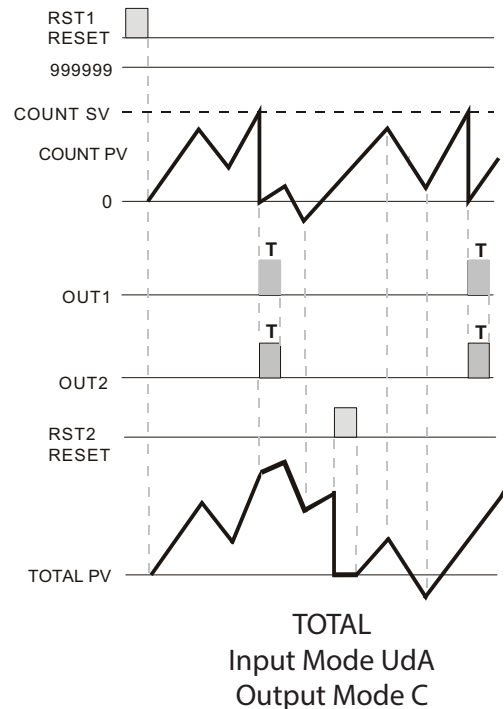 RST1
RESET
999999
COUNT SV
COUNT PV
0
T
T
OUT1
T
T
OUT2
RST2
RESET
TOTAL PV
TOTAL
Input Mode UdA
Output Mode C